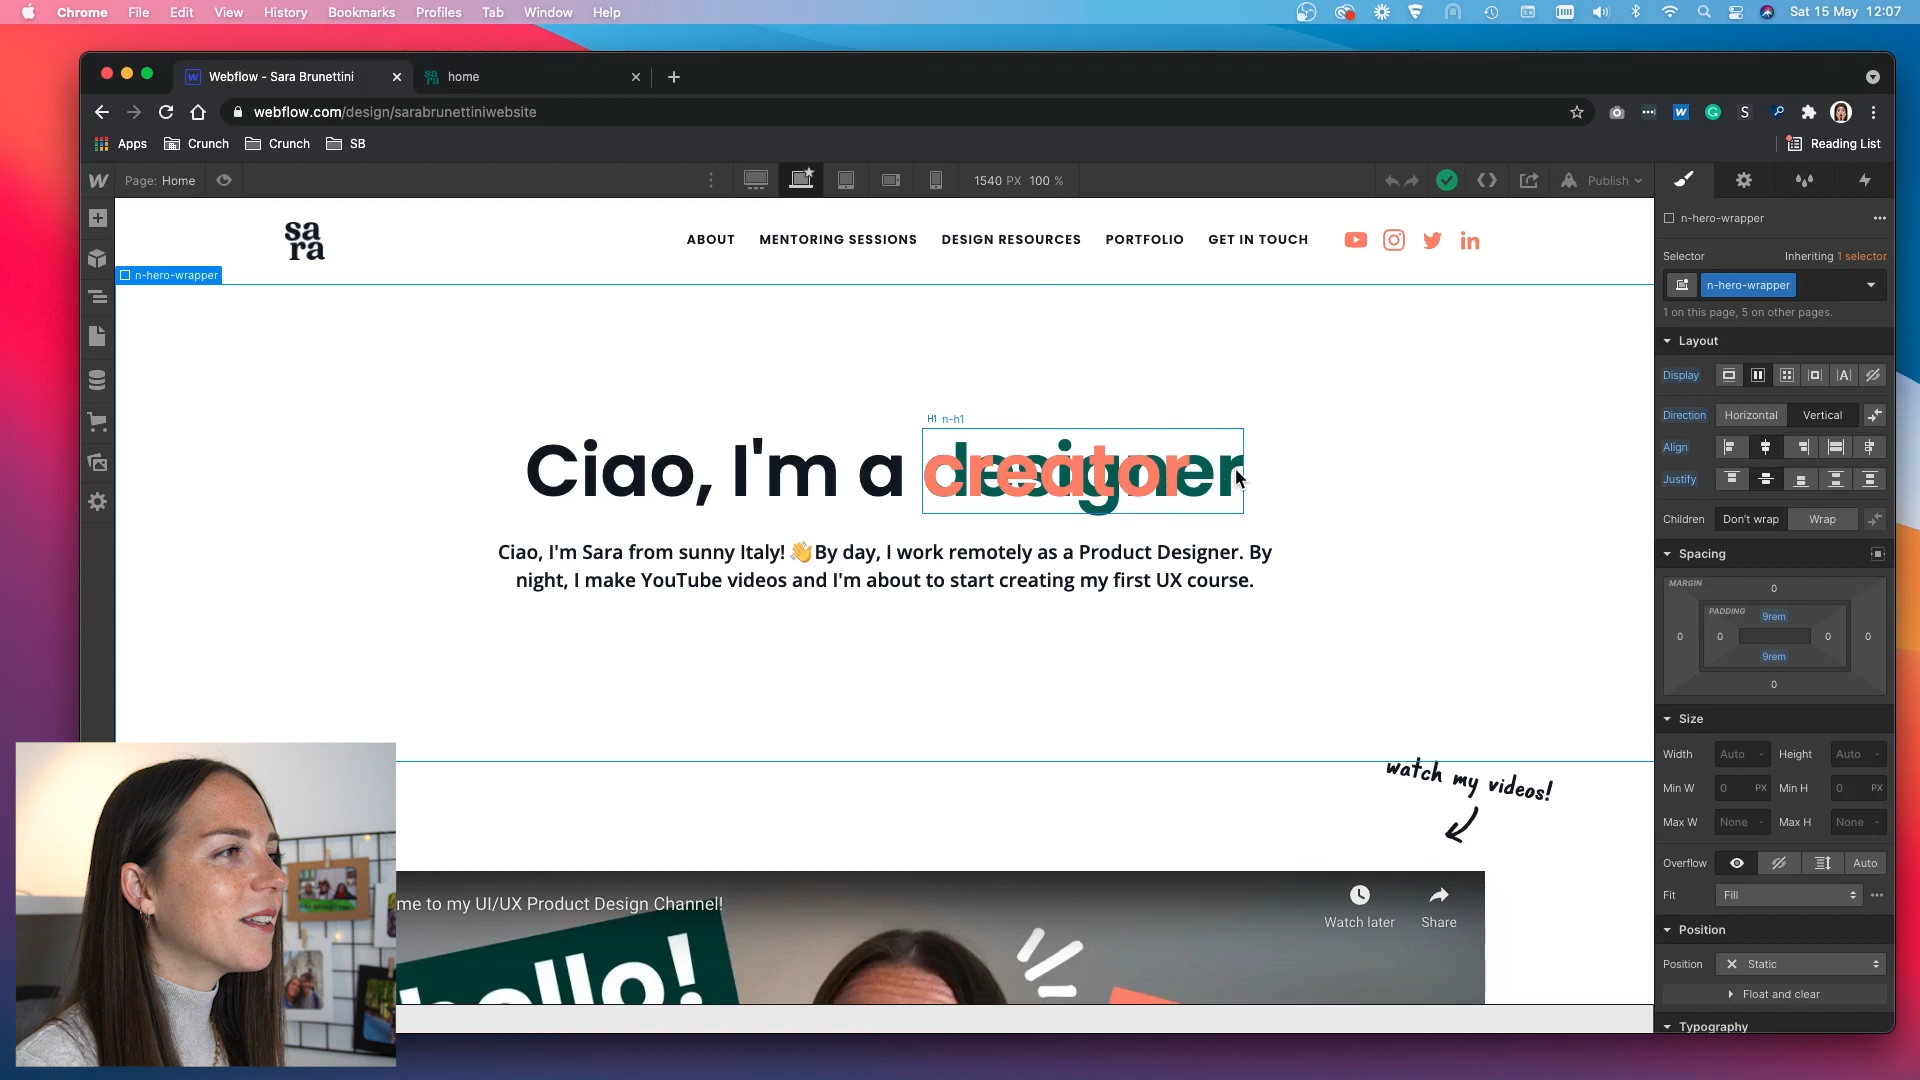 Chrome File Edit View History Bookmarks Profiles Tab Window Help Sat 15 May 12:07
Webflow - Sara Brunettini home
webflow.com/design/sarabrunettiniwebsite
Apps Crunch Crunch SB Reading List
Page: Home 1540 PX 100 % Publish
sa
ra
ABOUT MENTORING SESSIONS DESIGN RESOURCES PORTFOLIO GET IN TOUCH
n-hero-wrapper
H1 n-h1
Ciao, I'm a designer
creator
Ciao, I'm Sara from sunny Italy! 👋By day, I work remotely as a Product Designer. By
night, I make YouTube videos and I'm about to start creating my first UX course.
watch my videos!
me to my UI/UX Product Design Channel!
Watch later Share
hello!
n-hero-wrapper
Selector Inheriting 1 selector
n-hero-wrapper
1 on this page, 5 on other pages.
Layout
Display
Direction Horizontal Vertical
Align
Justify
Children Don't wrap Wrap
Spacing
MARGIN
0
PADDING
9rem
0 0 0 0
9rem
0
Size
Width Auto - Height Auto -
Min W 0 PX Min H 0 PX
Max W None - Max H None -
Overflow Auto
Fit Fill
Position
Position Static
Float and clear
Typography